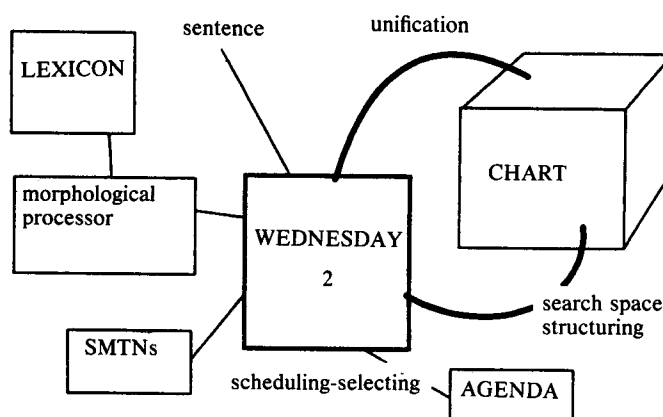 sentence
unification
LEXICON
CHART
morphological
processor
WEDNESDAY
2
search space
structuring
SMTNs
scheduling-selecting
AGENDA